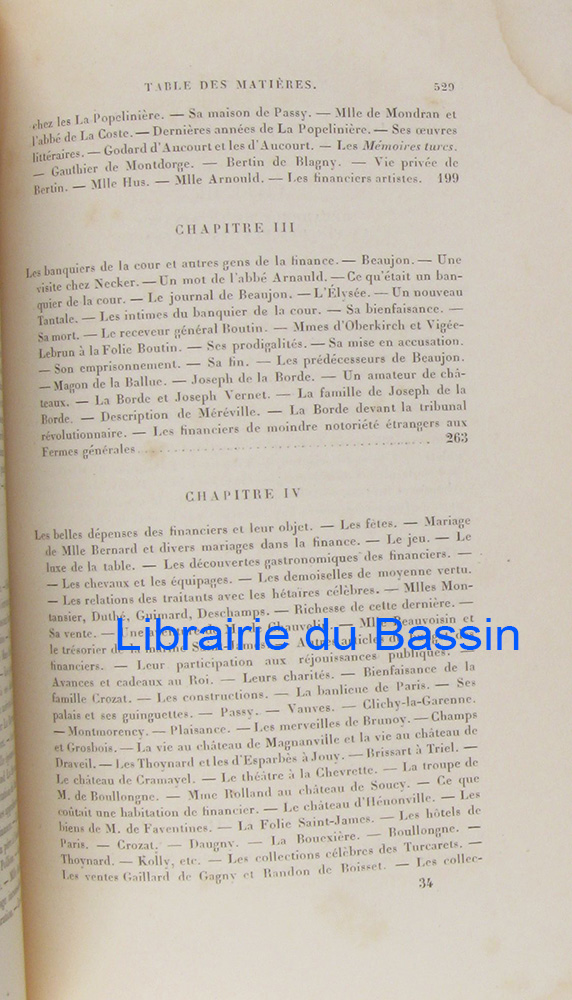 TABLE DES MATIÈRES. 529
chez les La Popelinière. — Sa maison de Passy. — Mlle de Mondran et
l'abbé de La Coste. — Dernières années de La Popelinière. — Ses œuvres
littéraires. — Godard d'Aucourt et les d'Aucourt. — Les Mémoires turcs.
— Gauthier de Montdorge. — Bertin de Blagny. — Vie privée de
Bertin. — Mlle Hus. — Mlle Arnould. — Les financiers artistes. 199
CHAPITRE III
Les banquiers de la cour et autres gens de la finance. — Beaujon. — Une
visite chez Necker. — Un mot de l'abbé Arnauld. — Ce qu'était un ban-
quier de la cour. — Le journal de Beaujon. — L'Élysée. — Un nouveau
Tantale. — Les intimes du banquier de la cour. — Sa bienfaisance. —
Sa mort. — Le receveur général Boutin. — Mmes d'Oberkirch et Vigée-
Lebrun à la Folie Boutin. — Ses prodigalités. — Sa mise en accusation.
— Son emprisonnement. — Sa fin. — Les prédécesseurs de Beaujon.
— Magon de la Ballue. — Joseph de la Borde. — Un amateur de châ-
teaux. — La Borde et Joseph Vernet. — La famille de Joseph de la
Borde. — Description de Méréville. — La Borde devant la tribunal
révolutionnaire. — Les financiers de moindre notoriété étrangers aux
Fermes générales. . . . . . . . . . . . . . . . . . . . . . . . . . . . . . 263
CHAPITRE IV
Les belles dépenses des financiers et leur objet. — Les fêtes. — Mariage
de Mlle Bernard et divers mariages dans la finance. — Le jeu. — Le
luxe de la table. — Les découvertes gastronomiques des financiers. —
— Les chevaux et les équipages. — Les demoiselles de moyenne vertu.
— Les relations des traitants avec les hétaïres célèbres. — Mlles Mon-
tansier, Duthé, Guimard, Deschamps. — Richesse de cette dernière. —
Sa vente. — Une Beauvoisin et
le trésorier de la marine
Librairie du Bassin
financiers. — Leur participation aux réjouissances publiques. —
Avances et cadeaux au Roi. — Leurs charités. — Bienfaisance de la
famille Crozat. — Les constructions. — La banlieue de Paris. — Ses
palais et ses guinguettes. — Passy. — Vauves. — Clichy-la-Garenne.
— Montmorency. — Plaisance. — Les merveilles de Brunoy. — Champs
et Grosbois. — La vie au château de Magnanville et la vie au château de
Draveil. — Les Thoynard et les d'Esparbès à Jouy. — Brissart à Triel. —
Le château de Cramayel. — Le théâtre à la Chevrette. — La troupe de
M. de Boullongne. — Mme Rolland au château de Soucy. — Ce que
coûtait une habitation de financier. — Le château d'Hénonville. — Les
biens de M. de Faventines. — La Folie Saint-James. — Les hôtels de
Paris. — Crozat. — Daugny. — La Bouexière. — Boullongne. —
Thoynard. — Kolly, etc. — Les collections célèbres des Turcarets. —
Les ventes Gaillard de Gagny et Randon de Boisset. — Les collec-
34